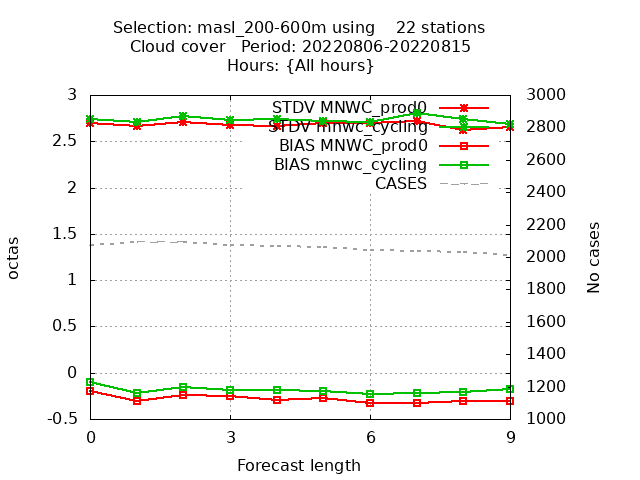 Selection: masl_200-600m using    22 stations
Cloud cover   Period: 20220806-20220815
Hours: {All hours}
3
2.5
2
1.5
1
0.5
0
-0.5
octas
3000
2800
2600
2400
2200
2000
1800
1600
1400
1200
1000
No cases
STDV MNWC_prod0
STDV mnwc_cycling
BIAS MNWC_prod0
BIAS mnwc_cycling
CASES
0
3
6
9
Forecast length